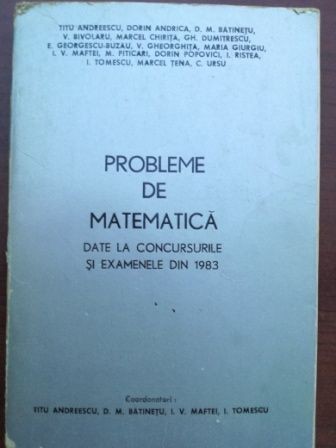 TITU ANDREESCU, DORIN ANDRICA, D. M. BĂTINEȚU,
V. BIVOLARU, MARCEL CHIRIȚĂ, GH. DUMITRESCU,
E. GEORGESCU-BUZĂU, V. GHEORGHIȚA, MARIA GIURGIU,
I. V. MAFTEI, M. PITICARI, DORIN POPOVICI, I. RISTEA,
I. TOMESCU, MARCEL ȚENA, C. URSU
PROBLEME
DE
MATEMATICĂ
DATE LA CONCURSURILE
ȘI EXAMENELE DIN 1983
Coordonatori :
TITU ANDREESCU, D. M. BĂTINEȚU, I. V. MAFTEI, I. TOMESCU